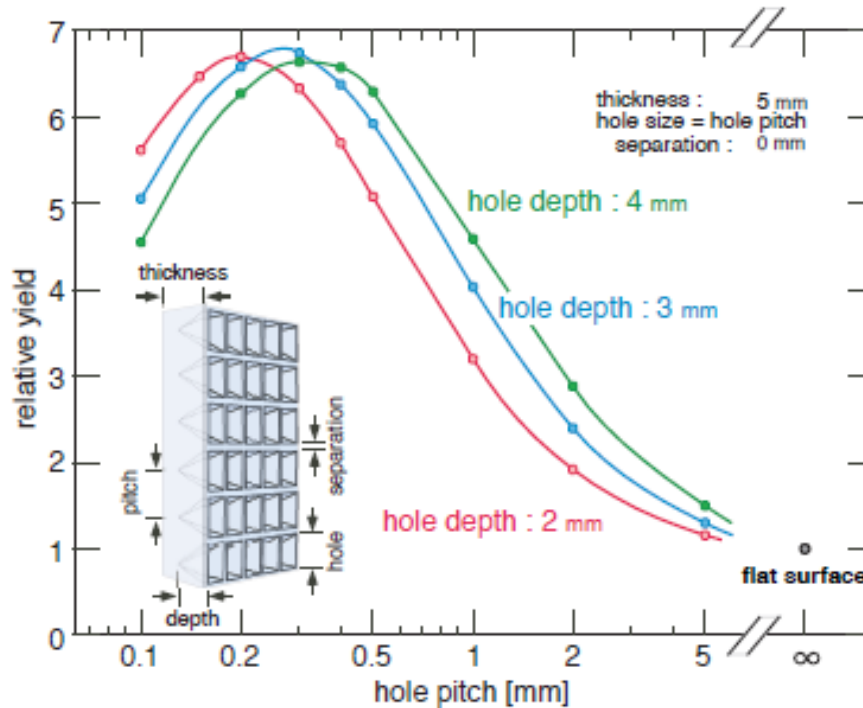 7
6
5
4
3
2
1
0
relative yield
thickness : 5 mm
hole size = hole pitch
separation : 0 mm
hole depth : 4 mm
hole depth : 3 mm
hole depth : 2 mm
thickness
separation
pitch
hole
depth
flat surface
0.1 0.2 0.5 1 2 5 ∞
hole pitch [mm]